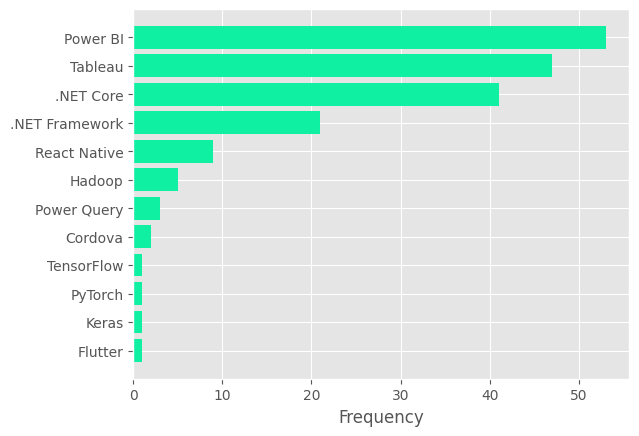 Power BI
Tableau
.NET Core
.NET Framework
React Native
Hadoop
Power Query
Cordova
TensorFlow
PyTorch
Keras
Flutter
0 10 20 30 40 50
Frequency